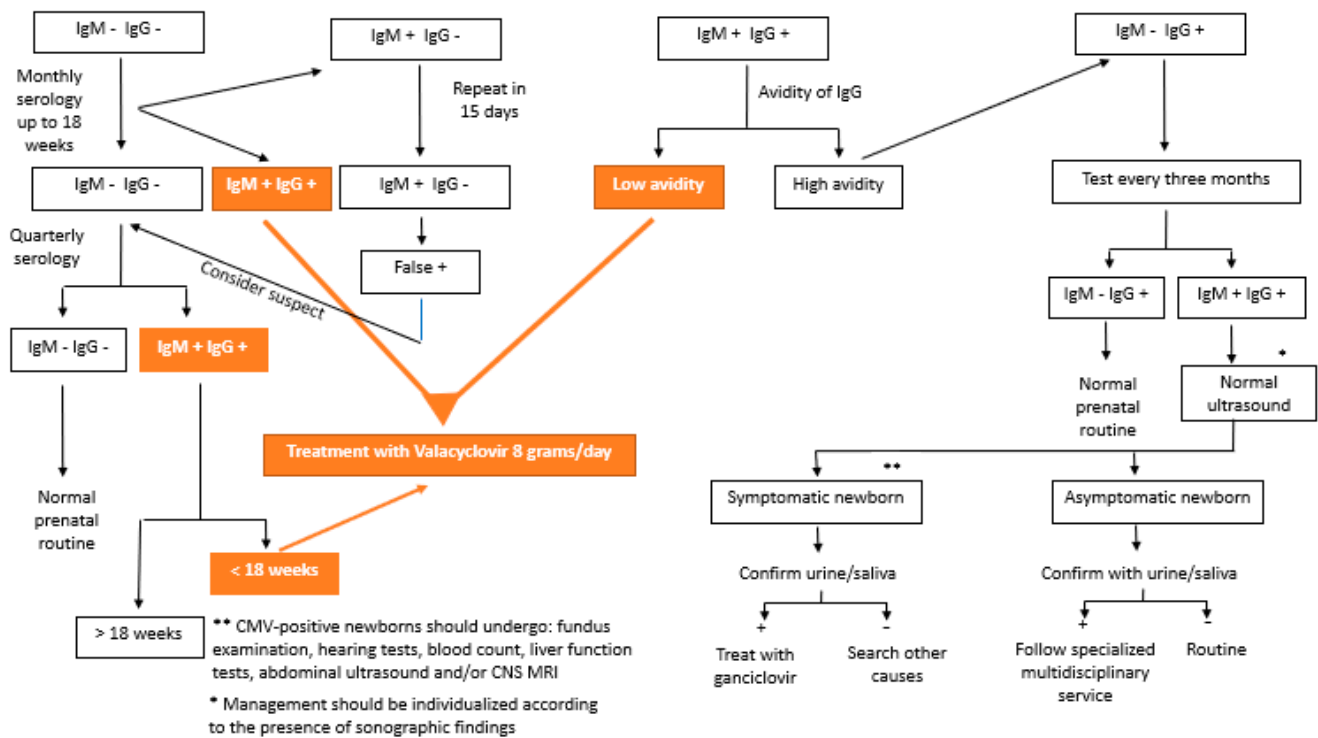 IgM - IgG -
IgM + IgG -
IgM + IgG +
IgM - IgG +
Monthly
serology
up to 18
weeks
Repeat in
15 days
Avidity of IgG
IgM - IgG -
IgM + IgG +
IgM + IgG -
Low avidity
High avidity
Test every three months
Quarterly
serology
Consider suspect
False +
IgM - IgG +
IgM + IgG +
IgM - IgG -
IgM + IgG +
*
Normal
prenatal
routine
Normal
ultrasound
Treatment with Valacyclovir 8 grams/day
**
Symptomatic newborn
Asymptomatic newborn
Normal
prenatal
routine
< 18 weeks
Confirm urine/saliva
Confirm with urine/saliva
> 18 weeks
+
-
+
-
Treat with
ganciclovir
Search other
causes
Follow specialized
multidisciplinary
service
Routine
** CMV-positive newborns should undergo: fundus
examination, hearing tests, blood count, liver function
tests, abdominal ultrasound and/or CNS MRI
* Management should be individualized according
to the presence of sonographic findings